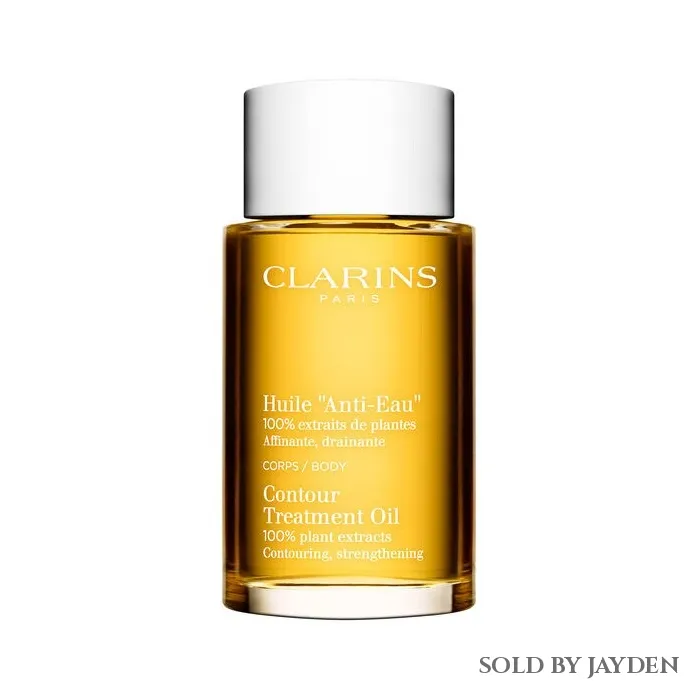 CLARINS
PARIS
Huile "Anti-Eau"
100% extraits de plantes
Affinante, drainante
CORPS / BODY
Contour
Treatment Oil
100% plant extracts
Contouring, strengthening
SOLD BY JAYDEN